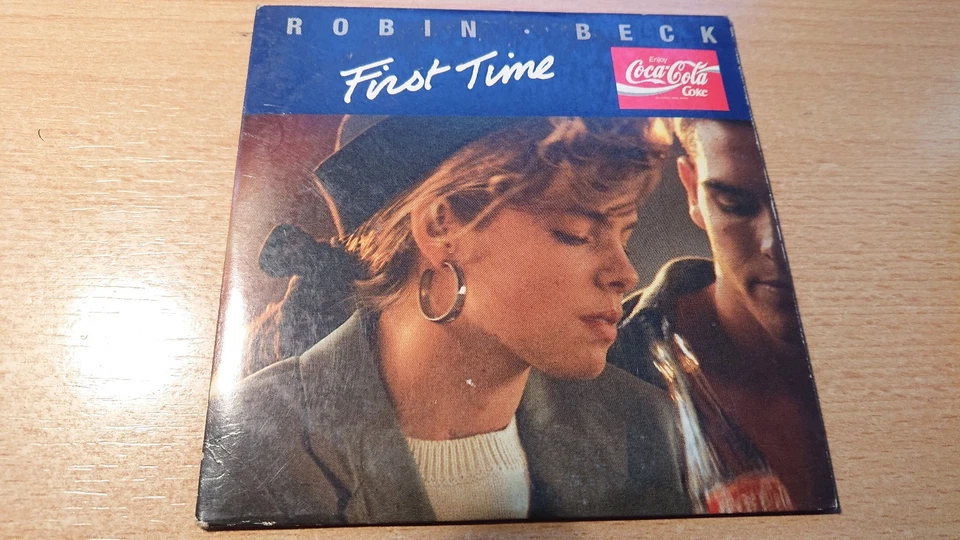 ROBIN · BECK
First Time
Enjoy
Coca-Cola
Coke